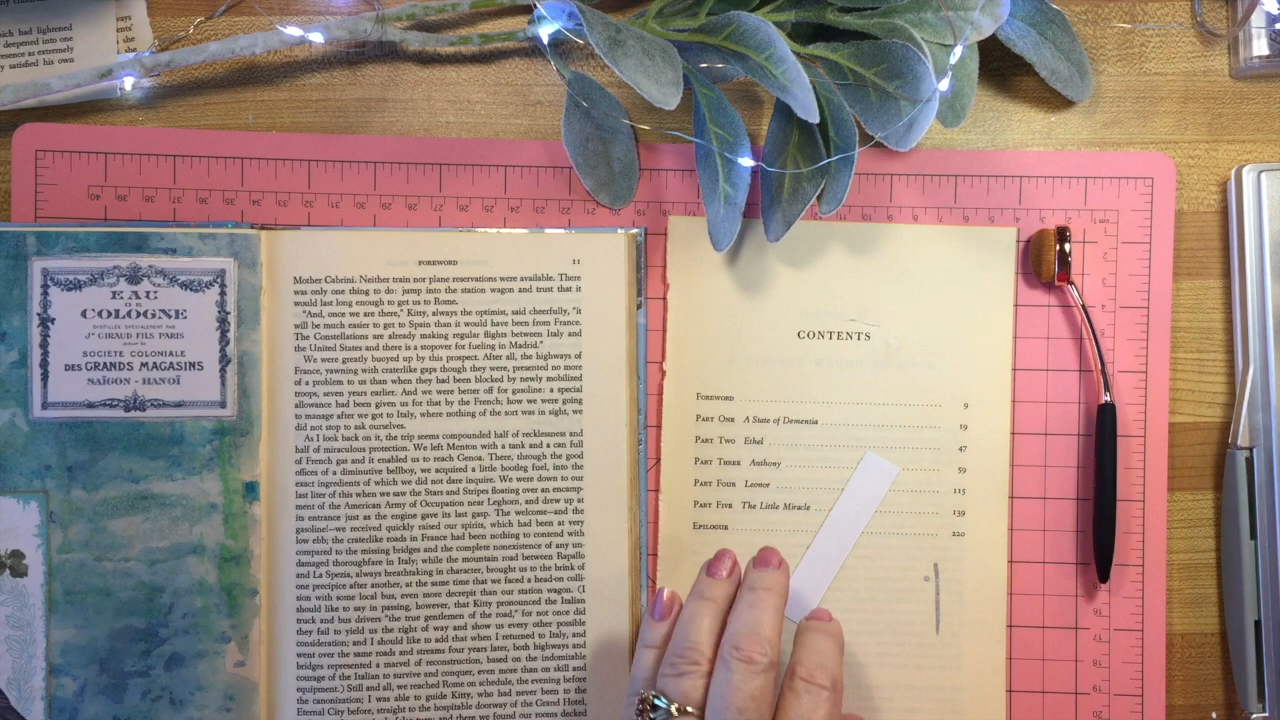 which had lightened
deepened into one
presence as extremely
satisfied his own
ways
she
the
EAU
DE
COLOGNE
DISTILLÉE SPÉCIALEMENT PAR
Jn GIRAUD FILS PARIS
SOCIÉTÉ COLONIALE
DES GRANDS MAGASINS
SAÏGON - HANOÏ
FOREWORD 11
Mother Cabrini. Neither train nor plane reservations were available. There
was only one thing to do: jump into the station wagon and trust that it
would last long enough to get us to Rome.
"And, once we are there," Kitty, always the optimist, said cheerfully, "it
will be much easier to get to Spain than it would have been from France.
The Constellations are already making regular flights between Italy and
the United States and there is a stopover for fueling in Madrid."
We were greatly buoyed up by this prospect. After all, the highways of
France, yawning with craterlike gaps though they were, presented no more
of a problem to us than when they had been blocked by newly mobilized
troops, seven years earlier. And we were better off for gasoline: a special
allowance had been given us for that by the French; how we were going
to manage after we got to Italy, where nothing of the sort was in sight, we
did not stop to ask ourselves.
As I look back on it, the trip seems compounded half of recklessness and
half of miraculous protection. We left Menton with a tank and a can full
of French gas and it enabled us to reach Genoa. There, through the good
offices of a diminutive bellboy, we acquired a little bootleg fuel, into the
exact ingredients of which we did not dare inquire. We were down to our
last liter of this when we saw the Stars and Stripes floating over an encamp-
ment of the American Army of Occupation near Leghorn, and drew up at
its entrance just as the engine gave its last gasp. The welcome—and the
gasoline!—we received quickly raised our spirits, which had been at very
low ebb; the craterlike roads in France had been nothing to contend with
compared to the missing bridges and the complete nonexistence of any un-
damaged thoroughfare in Italy; while the mountain road between Rapallo
and La Spezia, always breathtaking in character, brought us to the brink of
one precipice after another, at the same time that we faced a head-on colli-
sion with some local bus, even more decrepit than our station wagon. (I
should like to say in passing, however, that Kitty pronounced the Italian
truck and bus drivers "the true gentlemen of the road," for not once did
they fail to yield us the right of way and show us every other possible
consideration; and I should like to add that when I returned to Italy, and
went over the same roads and streams four years later, both highways and
bridges represented a marvel of reconstruction, based on the indomitable
courage of the Italian to survive and conquer, even more than on skill and
equipment.) Still and all, we reached Rome on schedule, the evening before
the canonization; I was able to guide Kitty, who had never been to the
Eternal City before, straight to the hospitable doorway of the Grand Hotel,
and there we found our rooms decked
CONTENTS
FOREWORD 9
PART ONE A State of Dementia 19
PART TWO Ethel 47
PART THREE Anthony 59
PART FOUR Leonor 115
PART FIVE The Little Miracle 139
EPILOGUE 220